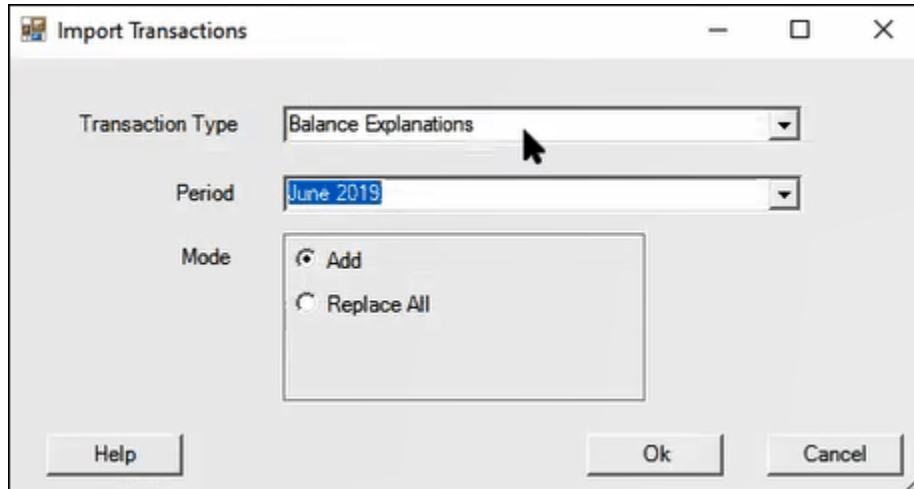 Import Transactions
Transaction Type Balance Explanations
Period June 2019
Mode Add
Replace All
Help Ok Cancel